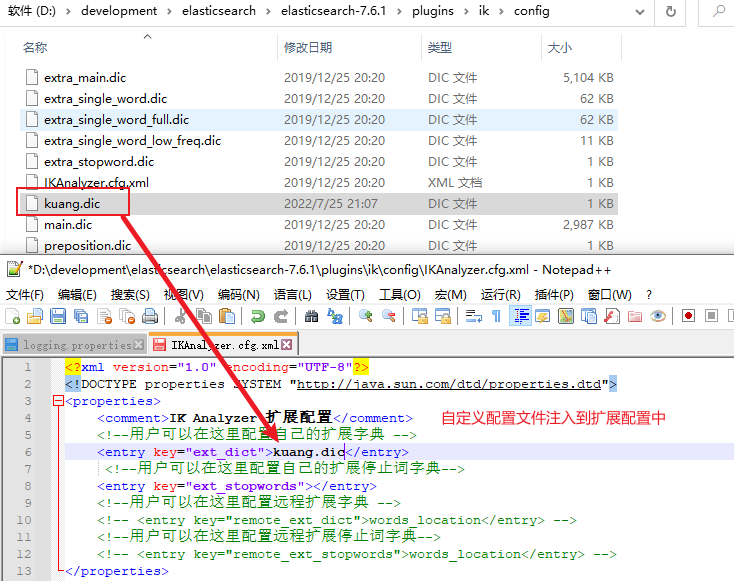 软件 (D:) › development › elasticsearch › elasticsearch-7.6.1 › plugins › ik › config
名称 修改日期 类型 大小
extra_main.dic 2019/12/25 20:20 DIC 文件 5,104 KB
extra_single_word.dic 2019/12/25 20:20 DIC 文件 62 KB
extra_single_word_full.dic 2019/12/25 20:20 DIC 文件 62 KB
extra_single_word_low_freq.dic 2019/12/25 20:20 DIC 文件 11 KB
extra_stopword.dic 2019/12/25 20:20 DIC 文件 1 KB
IKAnalyzer.cfg.xml 2019/12/25 20:20 XML 文档 1 KB
kuang.dic 2022/7/25 21:07 DIC 文件 1 KB
main.dic 2019/12/25 20:20 DIC 文件 2,987 KB
preposition.dic 2019/12/25 20:20 DIC 文件 1 KB
*D:\development\elasticsearch\elasticsearch-7.6.1\plugins\ik\config\IKAnalyzer.cfg.xml - Notepad++
文件(F) 编辑(E) 搜索(S) 视图(V) 编码(N) 语言(L) 设置(T) 工具(O) 宏(M) 运行(R) 插件(P) 窗口(W) ?
logging.properties IKAnalyzer.cfg.xml
1 <?xml version="1.0" encoding="UTF-8"?>
2 <!DOCTYPE properties SYSTEM "http://java.sun.com/dtd/properties.dtd">
3 <properties>
4 <comment>IK Analyzer 扩展配置</comment>
自定义配置文件注入到扩展配置中
5 <!--用户可以在这里配置自己的扩展字典 -->
6 <entry key="ext_dict">kuang.dic</entry>
7 <!--用户可以在这里配置自己的扩展停止词字典-->
8 <entry key="ext_stopwords"></entry>
9 <!--用户可以在这里配置远程扩展字典 -->
10 <!-- <entry key="remote_ext_dict">words_location</entry> -->
11 <!--用户可以在这里配置远程扩展停止词字典-->
12 <!-- <entry key="remote_ext_stopwords">words_location</entry> -->
13 </properties>